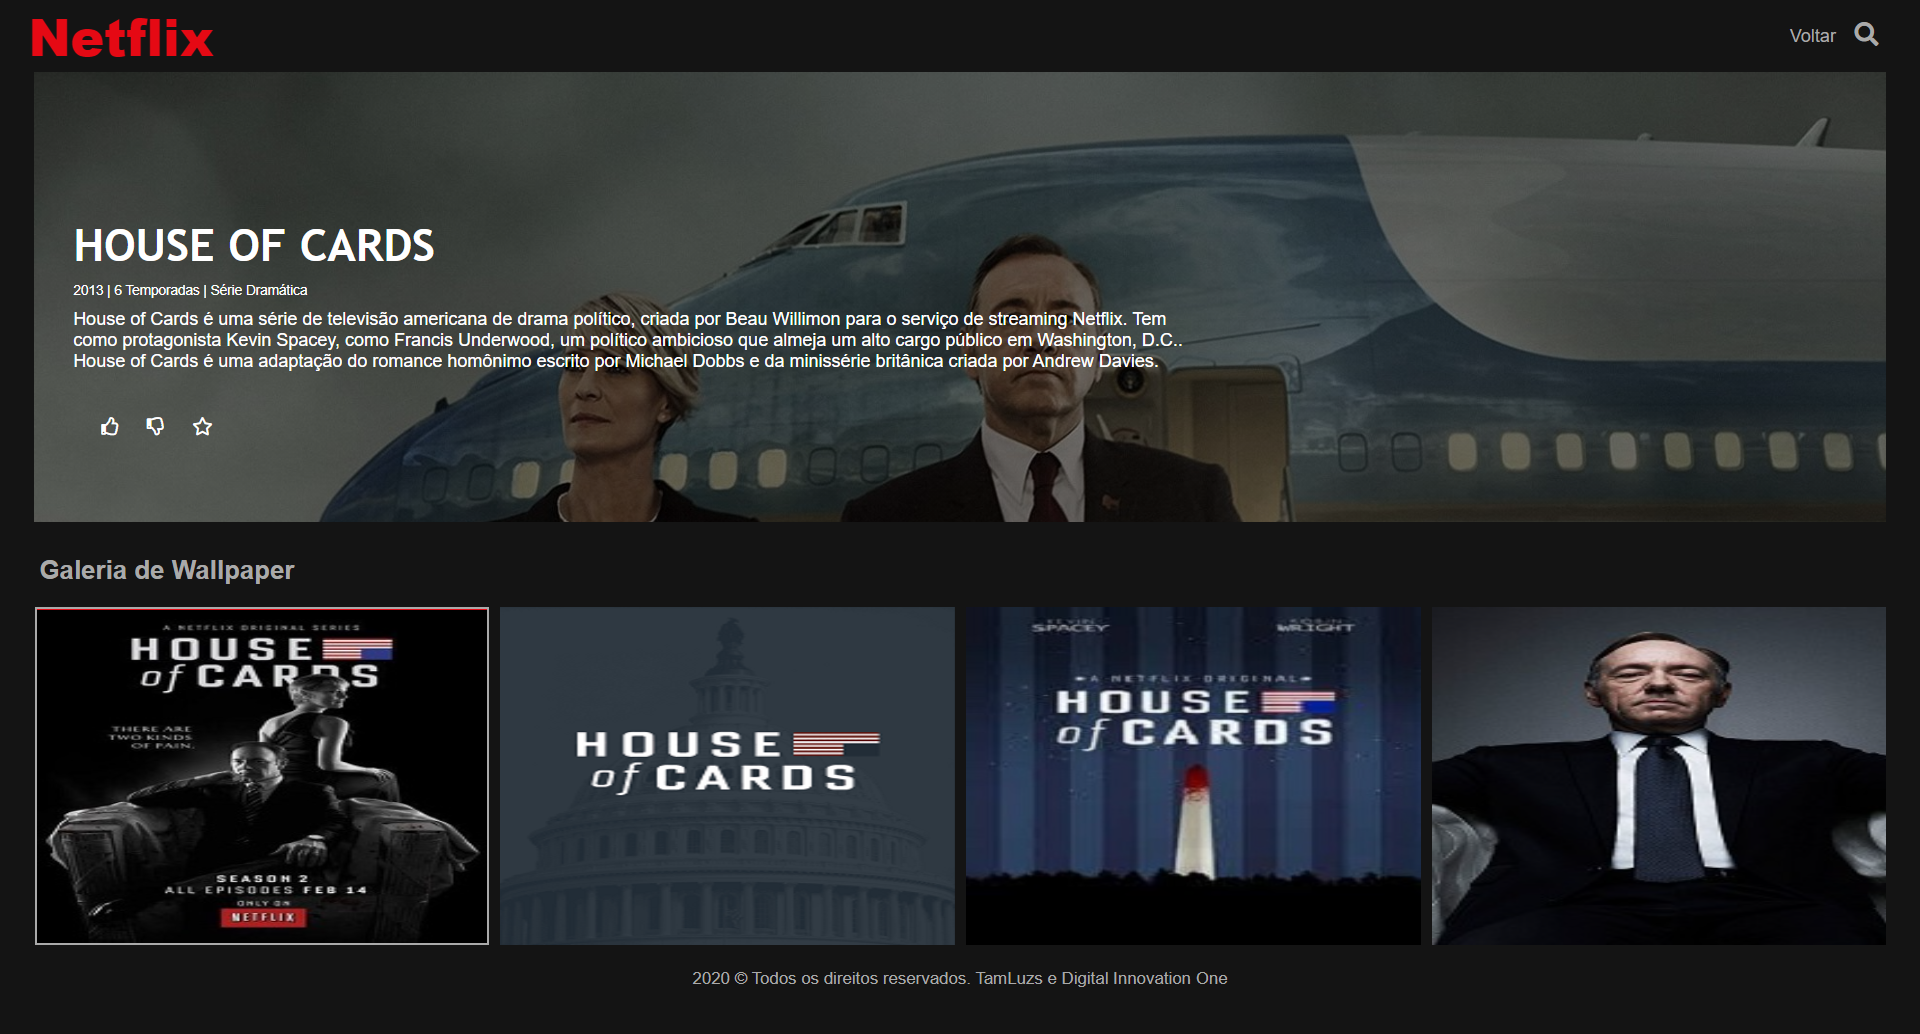 Netflix
Voltar
HOUSE OF CARDS
2013 | 6 Temporadas | Série Dramática
House of Cards é uma série de televisão americana de drama político, criada por Beau Willimon para o serviço de streaming Netflix. Tem
como protagonista Kevin Spacey, como Francis Underwood, um político ambicioso que almeja um alto cargo público em Washington, D.C..
House of Cards é uma adaptação do romance homônimo escrito por Michael Dobbs e da minissérie britânica criada por Andrew Davies.
Galeria de Wallpaper
A NETFLIX ORIGINAL SERIES
HOUSE
of CARDS
THERE ARE
TWO KINDS
OF PAIN.
SEASON 2
ALL EPISODES FEB 14
ONLY ON
NETFLIX
HOUSE
of CARDS
KEVIN
SPACEY
ROBIN
WRIGHT
A NETFLIX ORIGINAL
HOUSE
of CARDS
2020 © Todos os direitos reservados. TamLuzs e Digital Innovation One